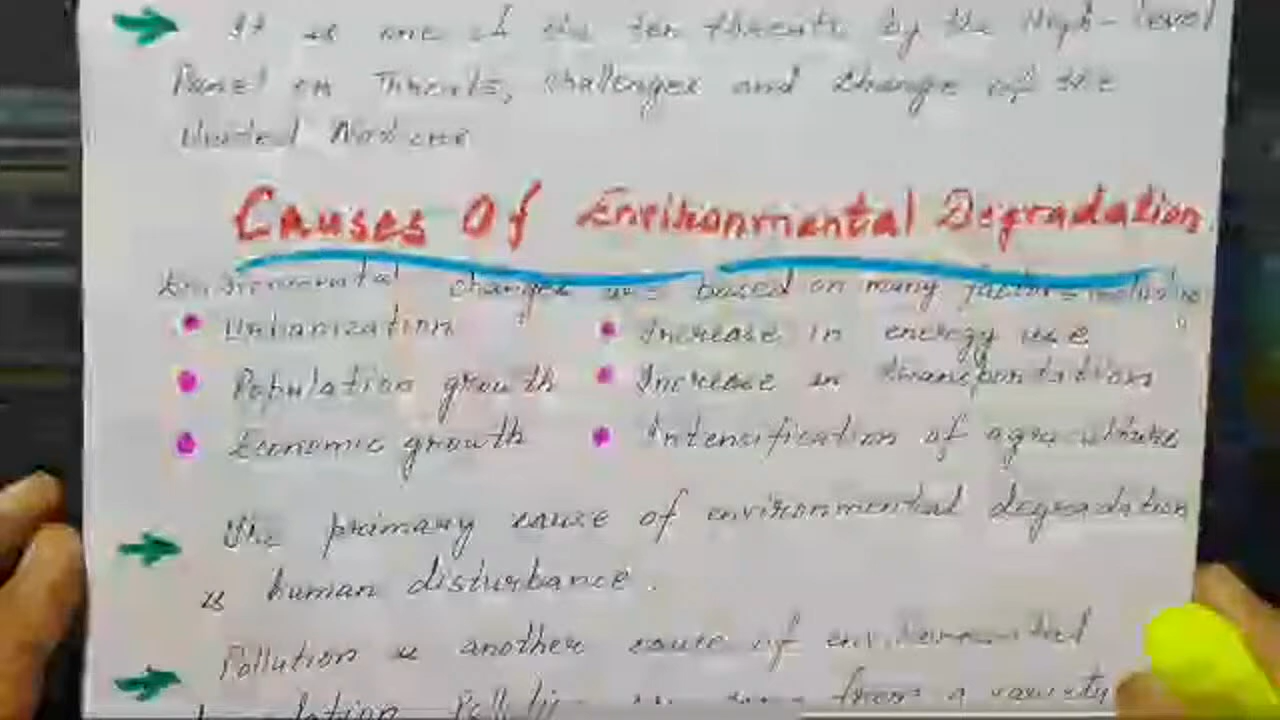 It is one of the ten threats by the High-level
Panel on Threats, Challenges and Change of the
United Nations
Causes Of Environmental Degradation.
Environmental changes are based on many factors including
• Urbanization • Increase in energy use
• Population growth • Increase in transportation
• Economic growth • Intensification of agriculture
The primary cause of environmental degradation
is human disturbance.
Pollution is another cause of environmental
from a variety